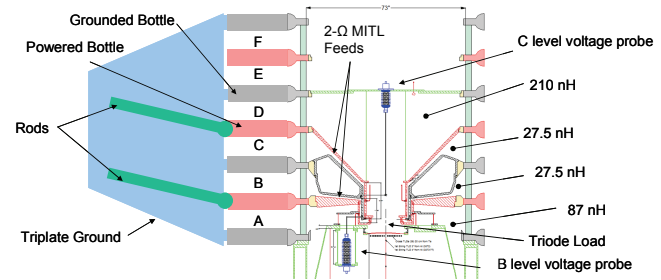 73"
Grounded Bottle
Powered Bottle
2-Ω MITL
Feeds
C level voltage probe
F
E
D
C
B
A
210 nH
Rods
27.5 nH
27.5 nH
87 nH
Triplate Ground
Triode Load
B level voltage probe